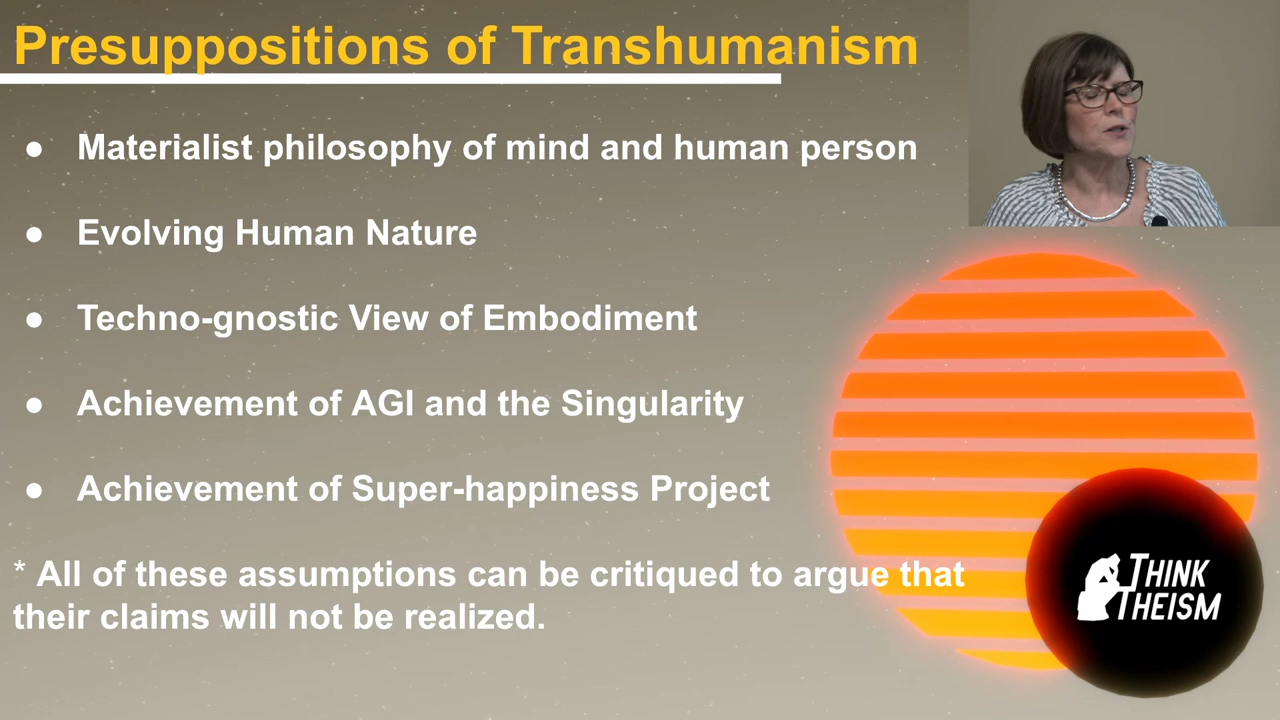 Presuppositions of Transhumanism
● Materialist philosophy of mind and human person
● Evolving Human Nature
● Techno-gnostic View of Embodiment
● Achievement of AGI and the Singularity
● Achievement of Super-happiness Project
* All of these assumptions can be critiqued to argue that
their claims will not be realized.
THINK
THEISM